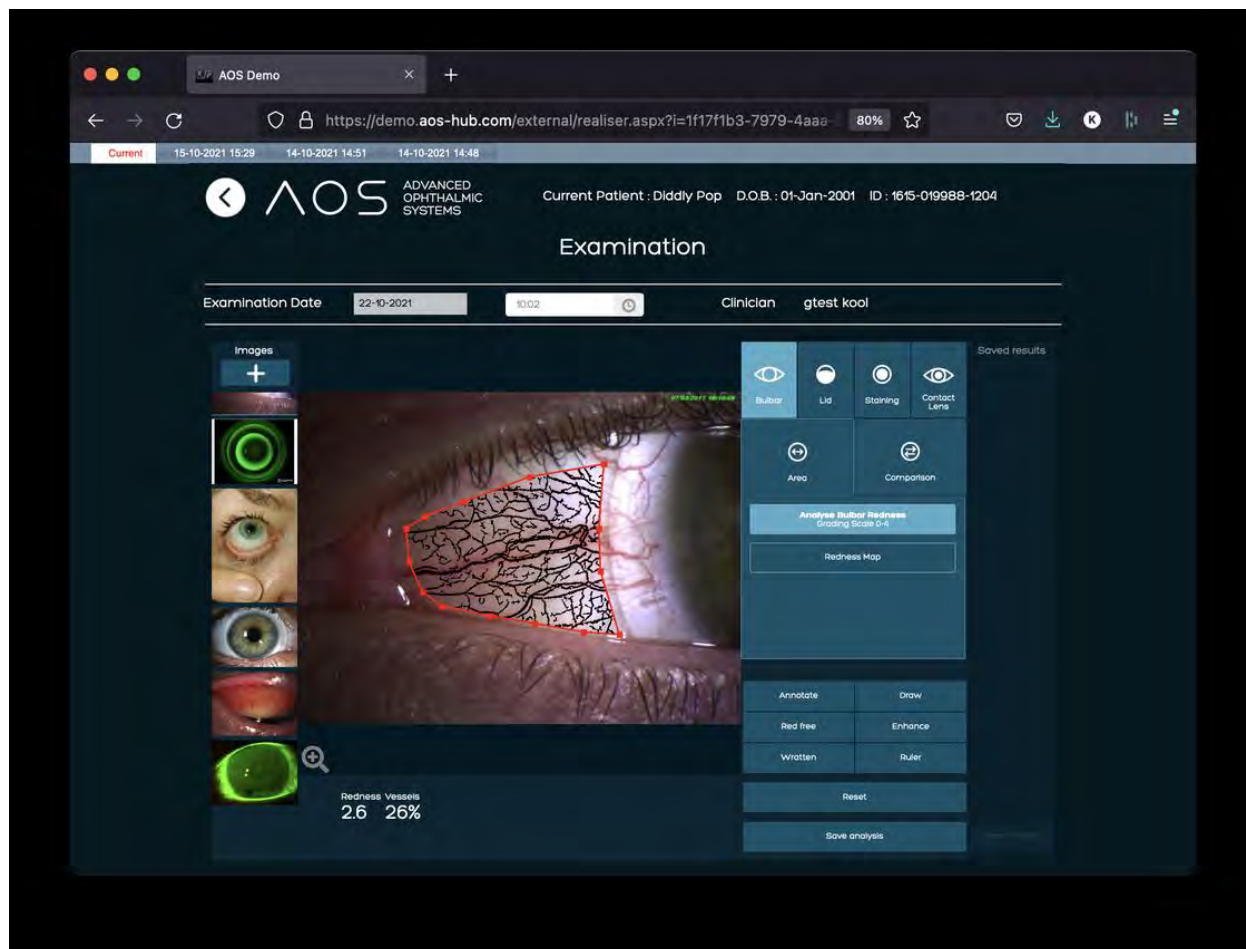 AOS Demo
https://demo.aos-hub.com/external/realiser.aspx?i=1f17f1b3-7979-4aaa
80%
K
Current 15-10-2021 15:29 14-10-2021 14:51 14-10-2021 14:48
AOS
ADVANCED
OPHTHALMIC
SYSTEMS
Current Patient : Diddly Pop D.O.B. : 01-Jan-2001 ID : 1615-019988-1204
Examination
Examination Date 22-10-2021 10:02 Clinician gtest kool
Images
Saved results
Bulbar Lid Staining Contact
Lens
Area Comparison
Analyse Bulbar Redness
Grading Scale 0-4
Redness Map
Annotate Draw
Red free Enhance
Wratten Ruler
Reset
Redness Vessels
2.6 26%
Save analysis